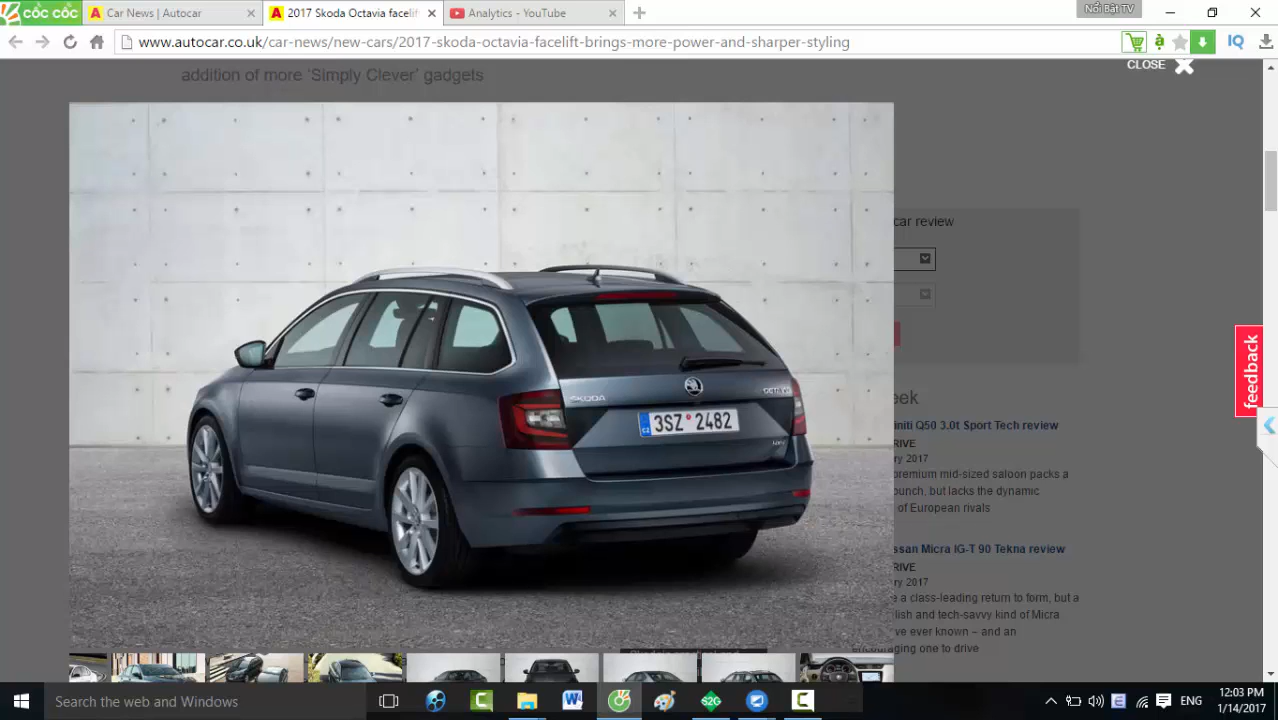 cốc cốc
Car News | Autocar
2017 Skoda Octavia facelif
Analytics - YouTube
Nổi Bật TV
www.autocar.co.uk/car-news/new-cars/2017-skoda-octavia-facelift-brings-more-power-and-sharper-styling
IQ
addition of more ‘Simply Clever’ gadgets
CLOSE
car review
feedback
ŠKODA
3SZ 2482
CZ
eek
initi Q50 3.0t Sport Tech review
RIVE
ry 2017
premium mid-sized saloon packs a
unch, but lacks the dynamic
of European rivals
ssan Micra IG-T 90 Tekna review
RIVE
ry 2017
e a class-leading return to form, but a
lish and tech-savvy kind of Micra
ve ever known – and an
encouraging one to drive
Search the web and Windows
S2G
ENG
12:03 PM
1/14/2017